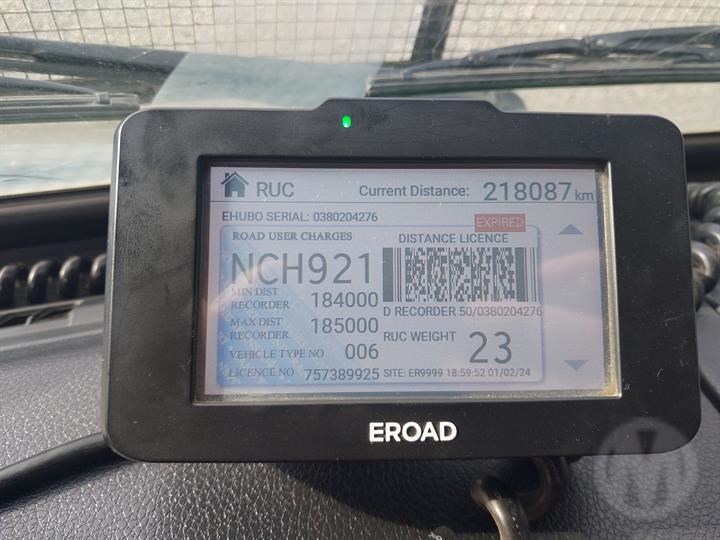 RUC Current Distance: 218087 km
EHUBO SERIAL: 0380204276
EXPIRED
ROAD USER CHARGES DISTANCE LICENCE
NCH921
MIN DIST
RECORDER 184000
D RECORDER 50/0380204276
MAX DIST
RECORDER 185000
RUC WEIGHT 23
VEHICLE TYPE NO 006
LICENCE NO 757389925 SITE: ER9999 18:59:52 01/02/24
EROAD
M